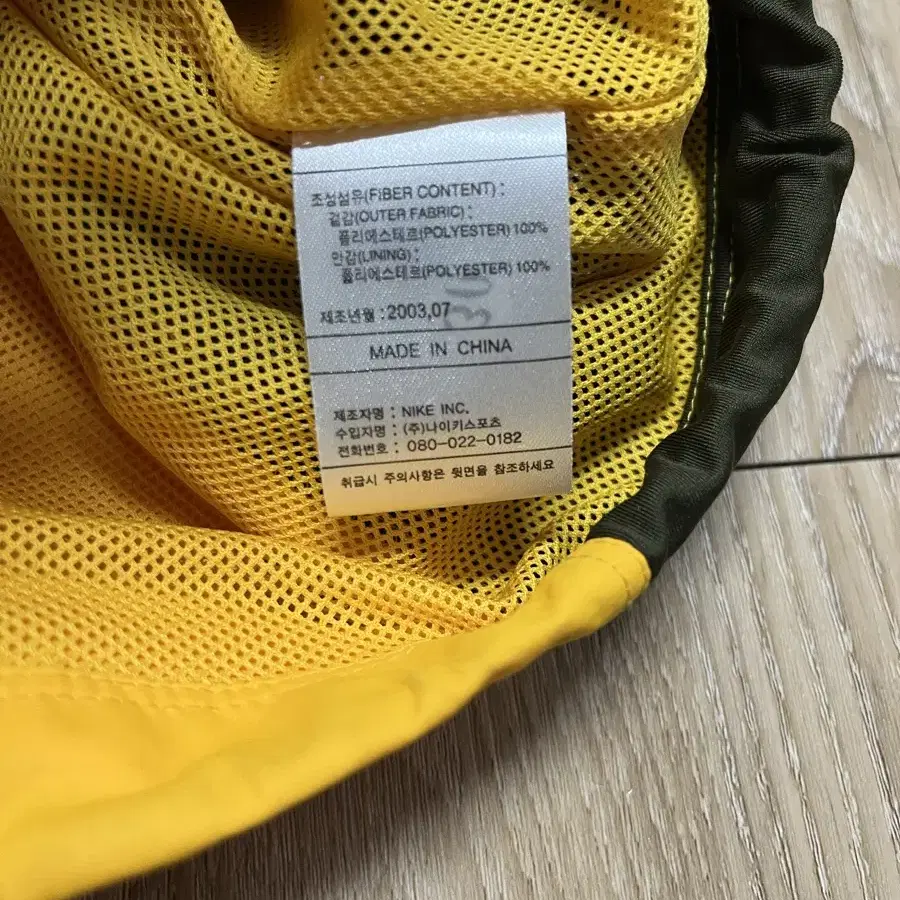 조성섬유(FIBER CONTENT) :
겉감(OUTER FABRIC) :
폴리에스테르(POLYESTER) 100%
안감(LINING) :
폴리에스테르(POLYESTER) 100%
제조년월 : 2003,07
MADE IN CHINA
제조자명 : NIKE INC.
수입자명 : (주)나이키스포츠
전화번호 : 080-022-0182
취급시 주의사항은 뒷면을 참조하세요